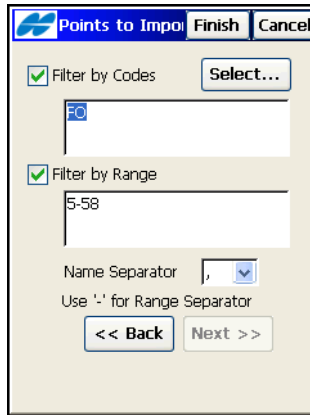 Points to Impo Finish Cancel
Filter by Codes Select...
FO
Filter by Range
5-58
Name Separator ,
Use '-' for Range Separator
<< Back Next >>